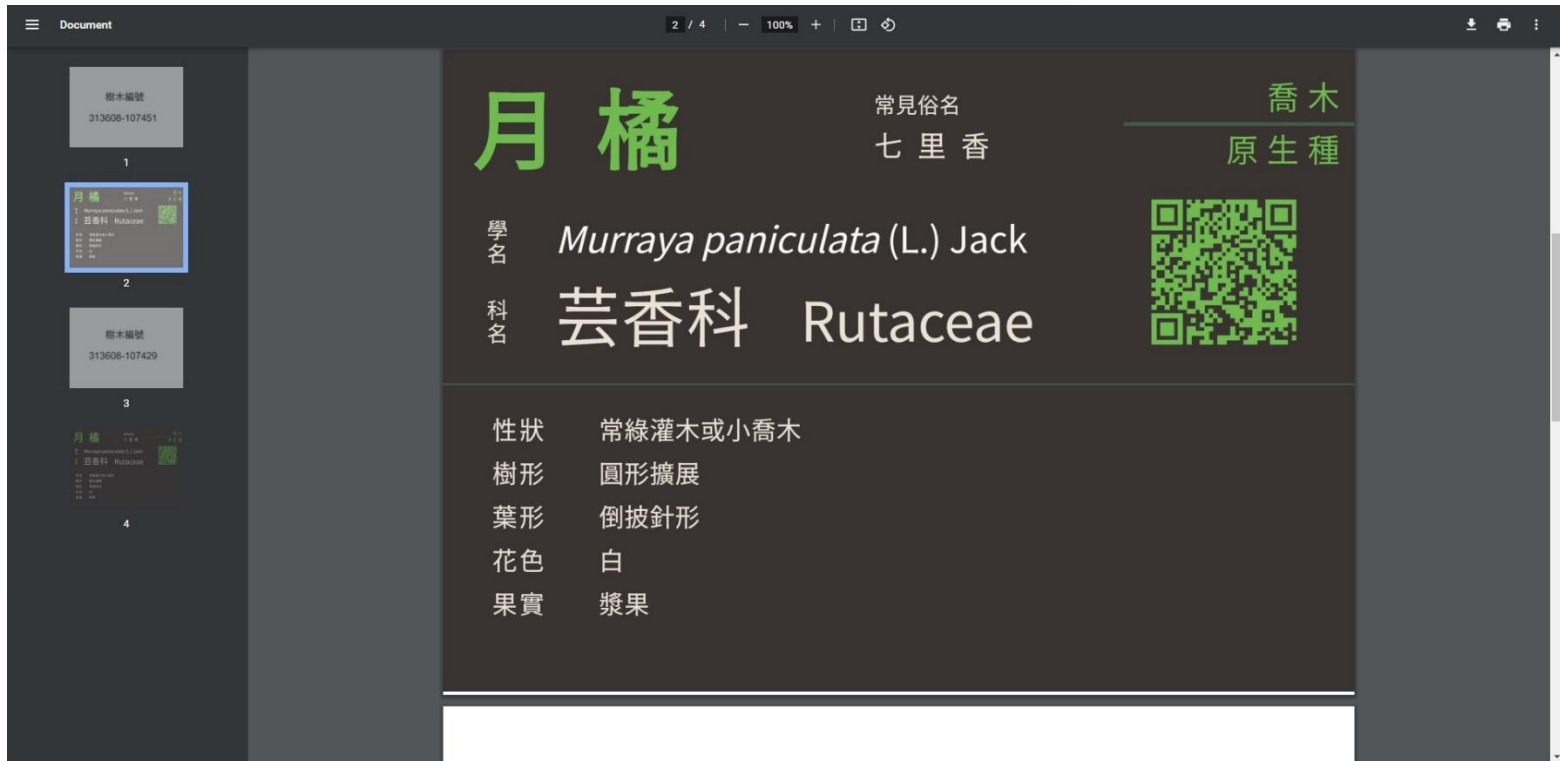 Document
2 / 4
100%
樹木編號
313608-107451
1
2
樹木編號
313608-107429
3
月橘
4
月橘
常見俗名
七里香
喬木
原生種
學名
Murraya paniculata (L.) Jack
科名
芸香科 Rutaceae
性狀 常綠灌木或小喬木
樹形 圓形擴展
葉形 倒披針形
花色 白
果實 漿果